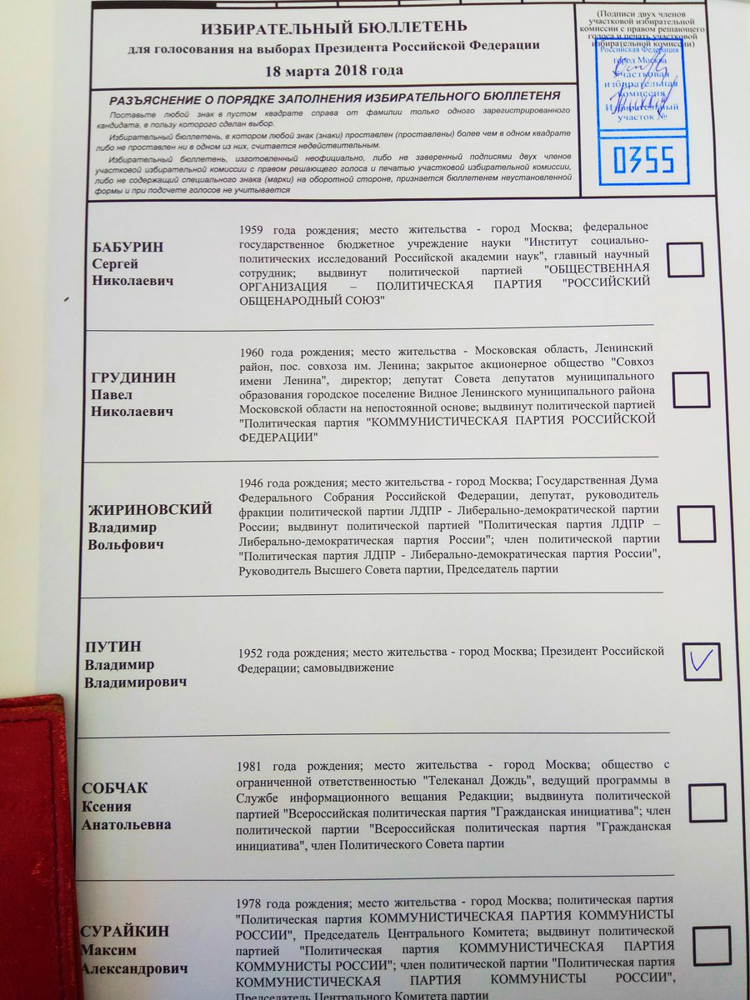 ИЗБИРАТЕЛЬНЫЙ БЮЛЛЕТЕНЬ
для голосования на выборах Президента Российской Федерации
18 марта 2018 года
(Подписи двух членов
участковой избирательной
комиссии с правом решающего
голоса и печать участковой
избирательной комиссии)
Российская Федерация
город Москва
Участковая
избирательная
комиссия
Избирательный
участок №
0355
РАЗЪЯСНЕНИЕ О ПОРЯДКЕ ЗАПОЛНЕНИЯ ИЗБИРАТЕЛЬНОГО БЮЛЛЕТЕНЯ
Поставьте любой знак в пустом квадрате справа от фамилии только одного зарегистрированного
кандидата, в пользу которого сделан выбор.
Избирательный бюллетень, в котором любой знак (знаки) проставлен (проставлены) более чем в одном квадрате
либо не проставлен ни в одном из них, считается недействительным.
Избирательный бюллетень, изготовленный неофициально, либо не заверенный подписями двух членов
участковой избирательной комиссии с правом решающего голоса и печатью участковой избирательной комиссии,
либо не содержащий специального знака (марки) на оборотной стороне, признается бюллетенем неустановленной
формы и при подсчете голосов не учитывается
БАБУРИН
Сергей
Николаевич
1959 года рождения; место жительства - город Москва; федеральное
государственное бюджетное учреждение науки "Институт социально-
политических исследований Российской академии наук", главный научный
сотрудник; выдвинут политической партией "ОБЩЕСТВЕННАЯ
ОРГАНИЗАЦИЯ – ПОЛИТИЧЕСКАЯ ПАРТИЯ "РОССИЙСКИЙ
ОБЩЕНАРОДНЫЙ СОЮЗ"
ГРУДИНИН
Павел
Николаевич
1960 года рождения; место жительства - Московская область, Ленинский
район, пос. совхоза им. Ленина; закрытое акционерное общество "Совхоз
имени Ленина", директор; депутат Совета депутатов муниципального
образования городское поселение Видное Ленинского муниципального района
Московской области на непостоянной основе; выдвинут политической партией
"Политическая партия "КОММУНИСТИЧЕСКАЯ ПАРТИЯ РОССИЙСКОЙ
ФЕДЕРАЦИИ"
ЖИРИНОВСКИЙ
Владимир
Вольфович
1946 года рождения; место жительства - город Москва; Государственная Дума
Федерального Собрания Российской Федерации, депутат, руководитель
фракции политической партии ЛДПР - Либерально-демократической партии
России; выдвинут политической партией "Политическая партия ЛДПР –
Либерально-демократическая партия России"; член политической партии
"Политическая партия ЛДПР - Либерально-демократическая партия России",
Руководитель Высшего Совета партии, Председатель партии
ПУТИН
Владимир
Владимирович
1952 года рождения; место жительства - город Москва; Президент Российской
Федерации; самовыдвижение
СОБЧАК
Ксения
Анатольевна
1981 года рождения; место жительства - город Москва; общество с
ограниченной ответственностью "Телеканал Дождь", ведущий программы в
Службе информационного вещания Редакции; выдвинута политической
партией "Всероссийская политическая партия "Гражданская инициатива"; член
политической партии "Всероссийская политическая партия "Гражданская
инициатива", член Политического Совета партии
СУРАЙКИН
Максим
Александрович
1978 года рождения; место жительства - город Москва; политическая партия
"Политическая партия КОММУНИСТИЧЕСКАЯ ПАРТИЯ КОММУНИСТЫ
РОССИИ", Председатель Центрального Комитета; выдвинут политической
партией "Политическая партия КОММУНИСТИЧЕСКАЯ ПАРТИЯ
КОММУНИСТЫ РОССИИ"; член политической партии "Политическая партия
КОММУНИСТИЧЕСКАЯ ПАРТИЯ КОММУНИСТЫ РОССИИ",
Председатель Центрального Комитета партии